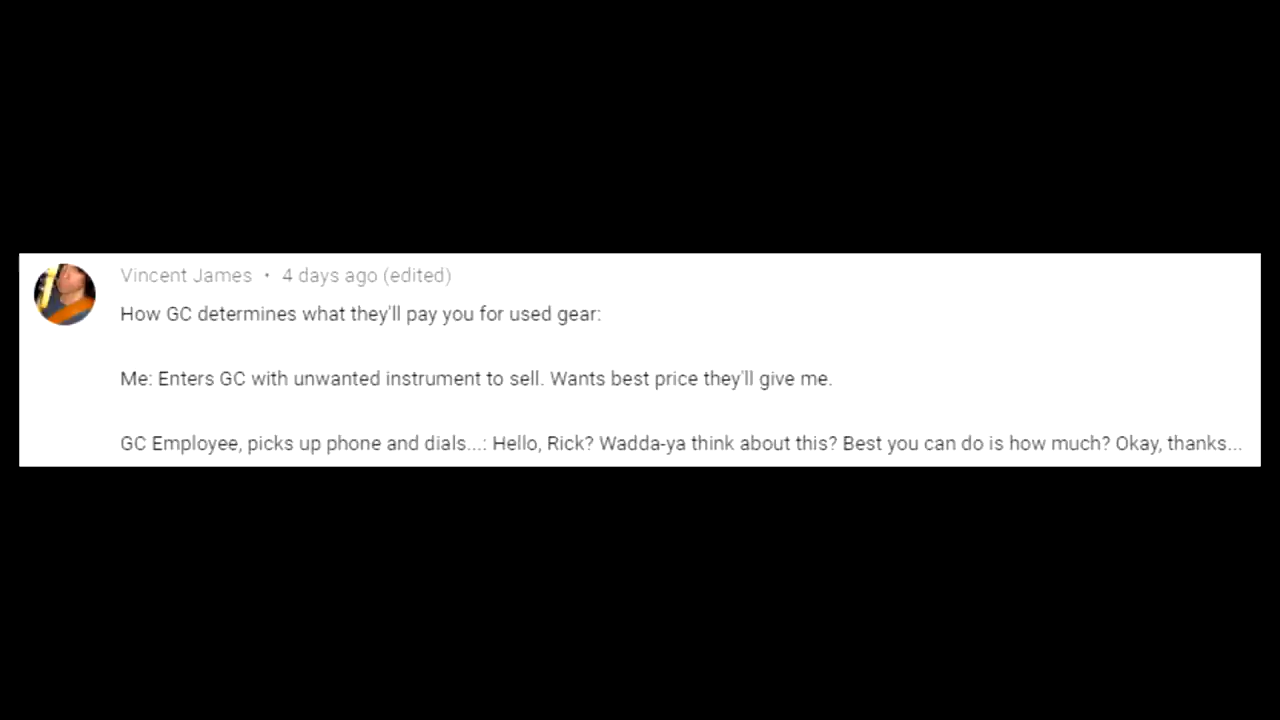 Vincent James • 4 days ago (edited)
How GC determines what they'll pay you for used gear:
Me: Enters GC with unwanted instrument to sell. Wants best price they'll give me.
GC Employee, picks up phone and dials...: Hello, Rick? Wadda-ya think about this? Best you can do is how much? Okay, thanks...